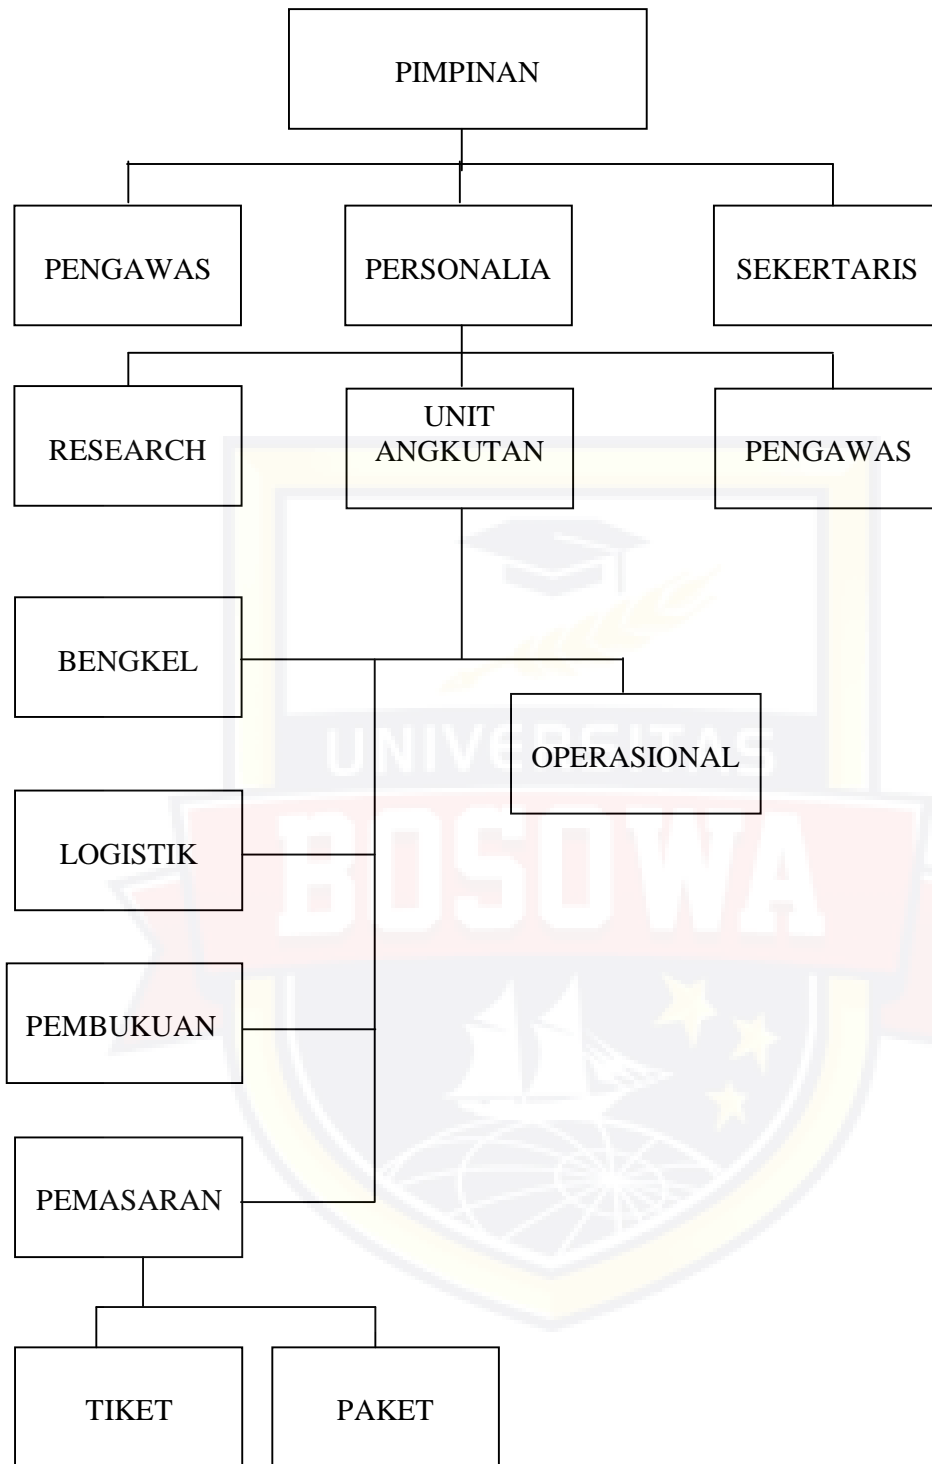 PIMPINAN
PENGAWAS
PERSONALIA
SEKERTARIS
RESEARCH
UNIT
ANGKUTAN
PENGAWAS
BENGKEL
OPERASIONAL
UNIVERSITAS
BOSOWA
LOGISTIK
PEMBUKUAN
PEMASARAN
TIKET
PAKET